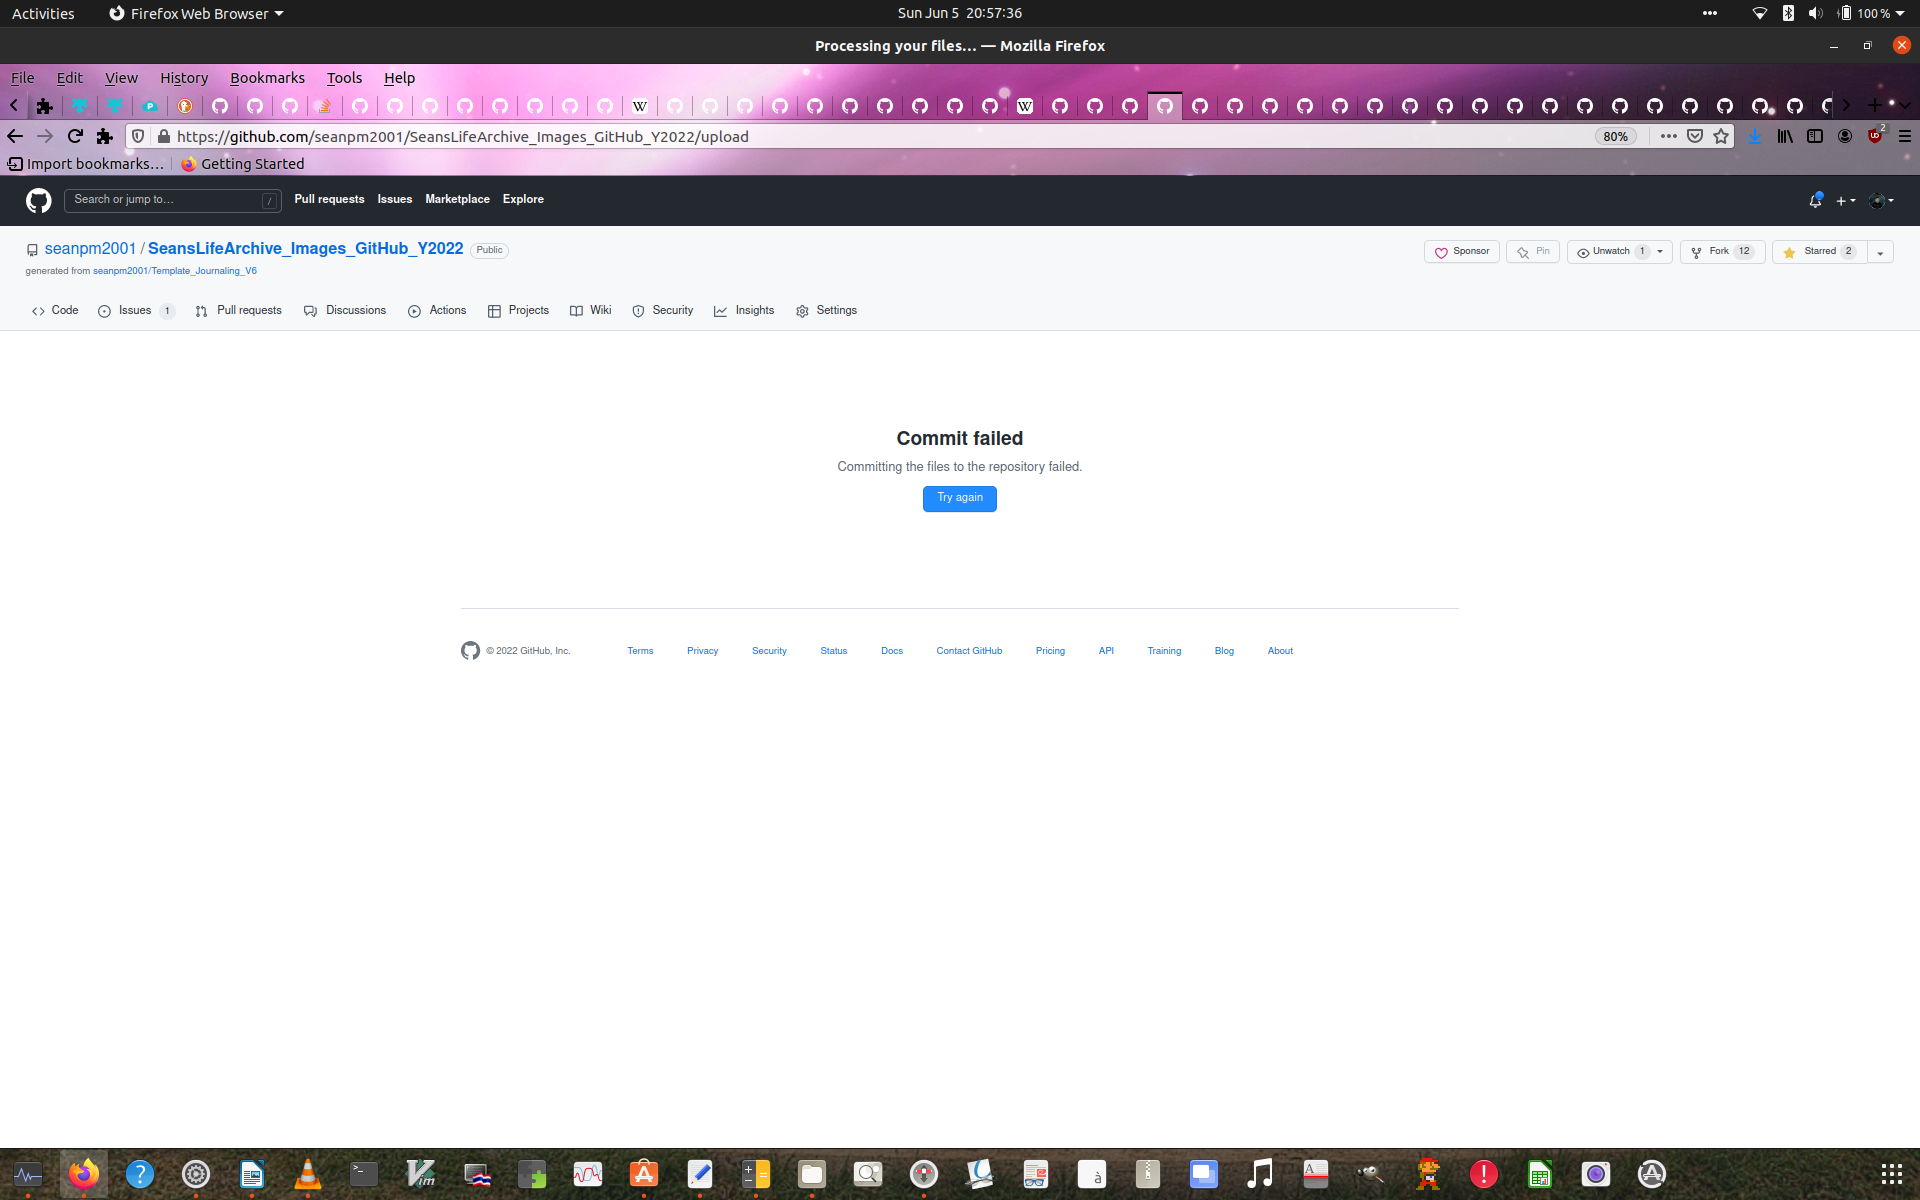 Activities Firefox Web Browser Sun Jun 5 20:57:36 100 %
Processing your files… — Mozilla Firefox
File Edit View History Bookmarks Tools Help
https://github.com/seanpm2001/SeansLifeArchive_Images_GitHub_Y2022/upload 80% 2
Import bookmarks… Getting Started
Search or jump to… / Pull requests Issues Marketplace Explore
seanpm2001 / SeansLifeArchive_Images_GitHub_Y2022 Public Sponsor Pin Unwatch 1 Fork 12 Starred 2
generated from seanpm2001/Template_Journaling_V6
Code Issues 1 Pull requests Discussions Actions Projects Wiki Security Insights Settings
Commit failed
Committing the files to the repository failed.
Try again
© 2022 GitHub, Inc. Terms Privacy Security Status Docs Contact GitHub Pricing API Training Blog About